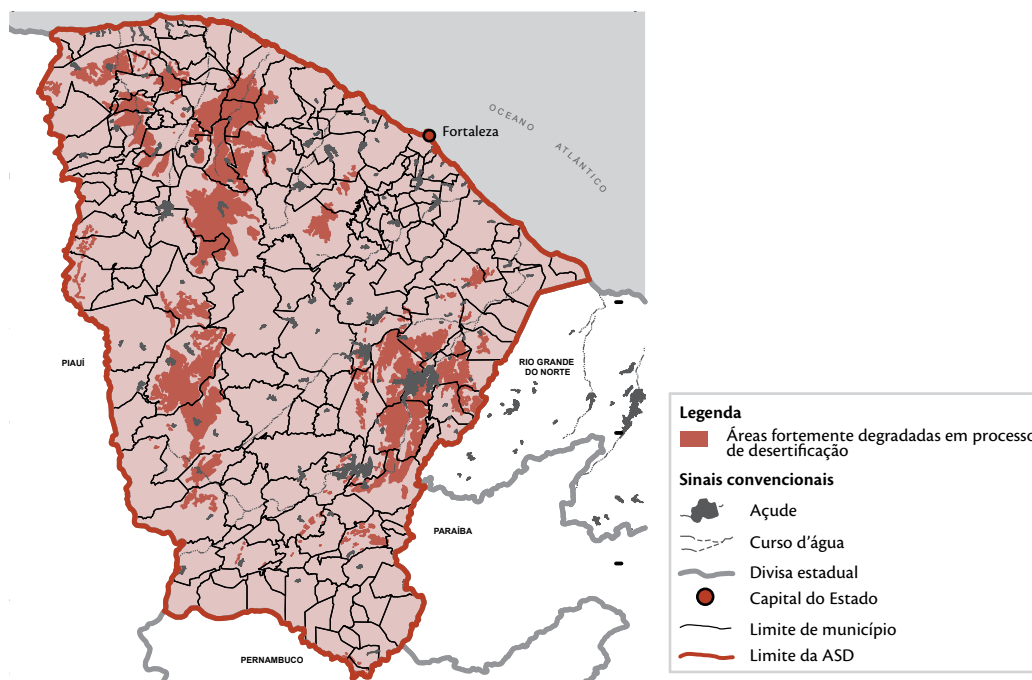 OCEANO
ATLÂNTICO
Fortaleza
PIAUÍ
RIO GRANDE
DO NORTE
PARAÍBA
PERNAMBUCO
Legenda
Áreas fortemente degradadas em processo
de desertificação
Sinais convencionais
Açude
Curso d'água
Divisa estadual
Capital do Estado
Limite de município
Limite da ASD